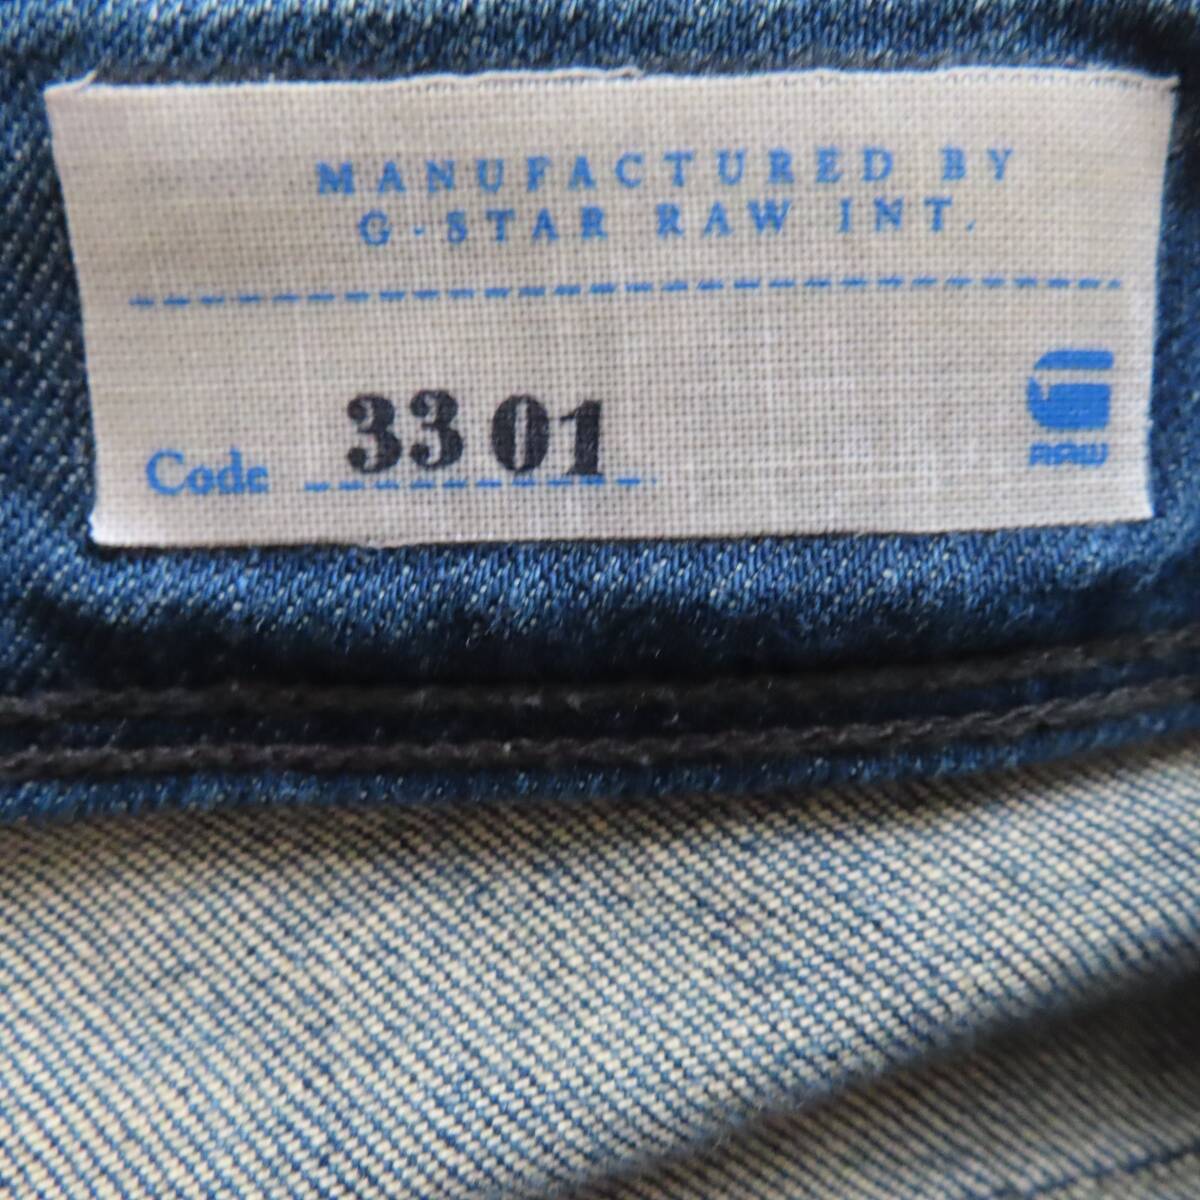 MANUFACTURED BY
G-STAR RAW INT.
Code 3301
RAW